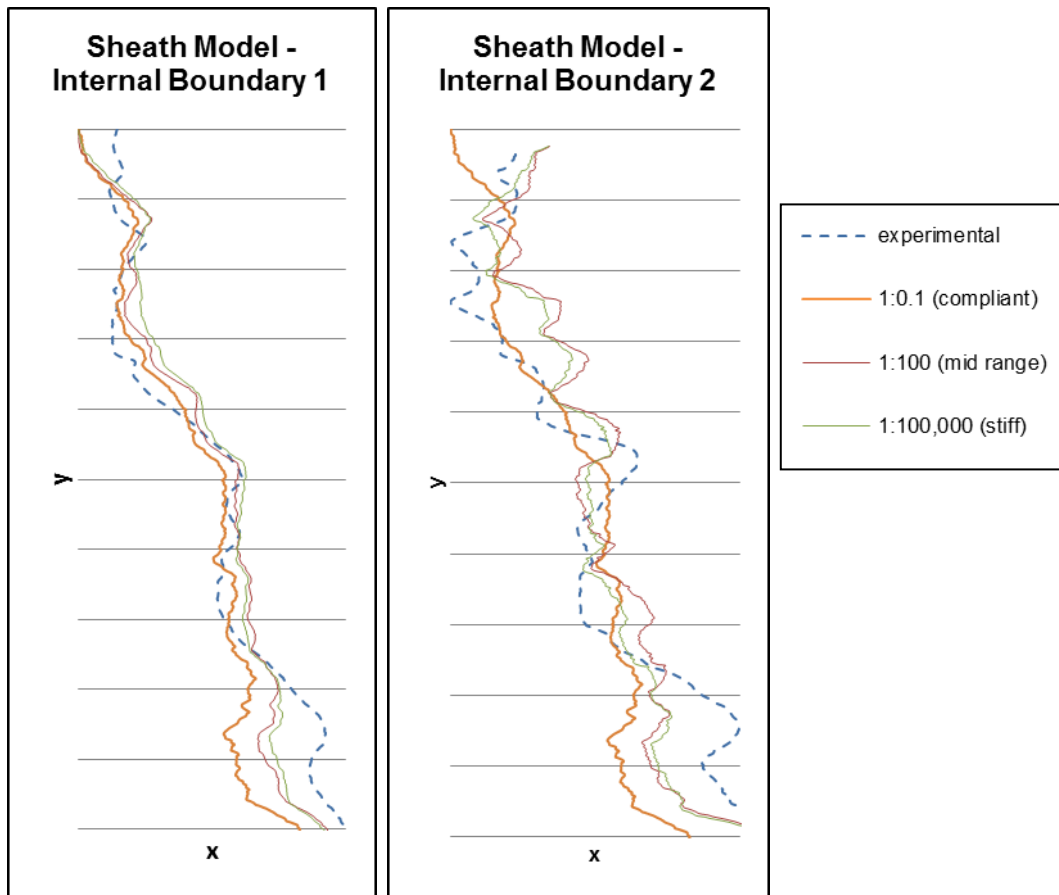 Sheath Model -
Internal Boundary 1
y
x
Sheath Model -
Internal Boundary 2
y
x
experimental
1:0.1 (compliant)
1:100 (mid range)
1:100,000 (stiff)